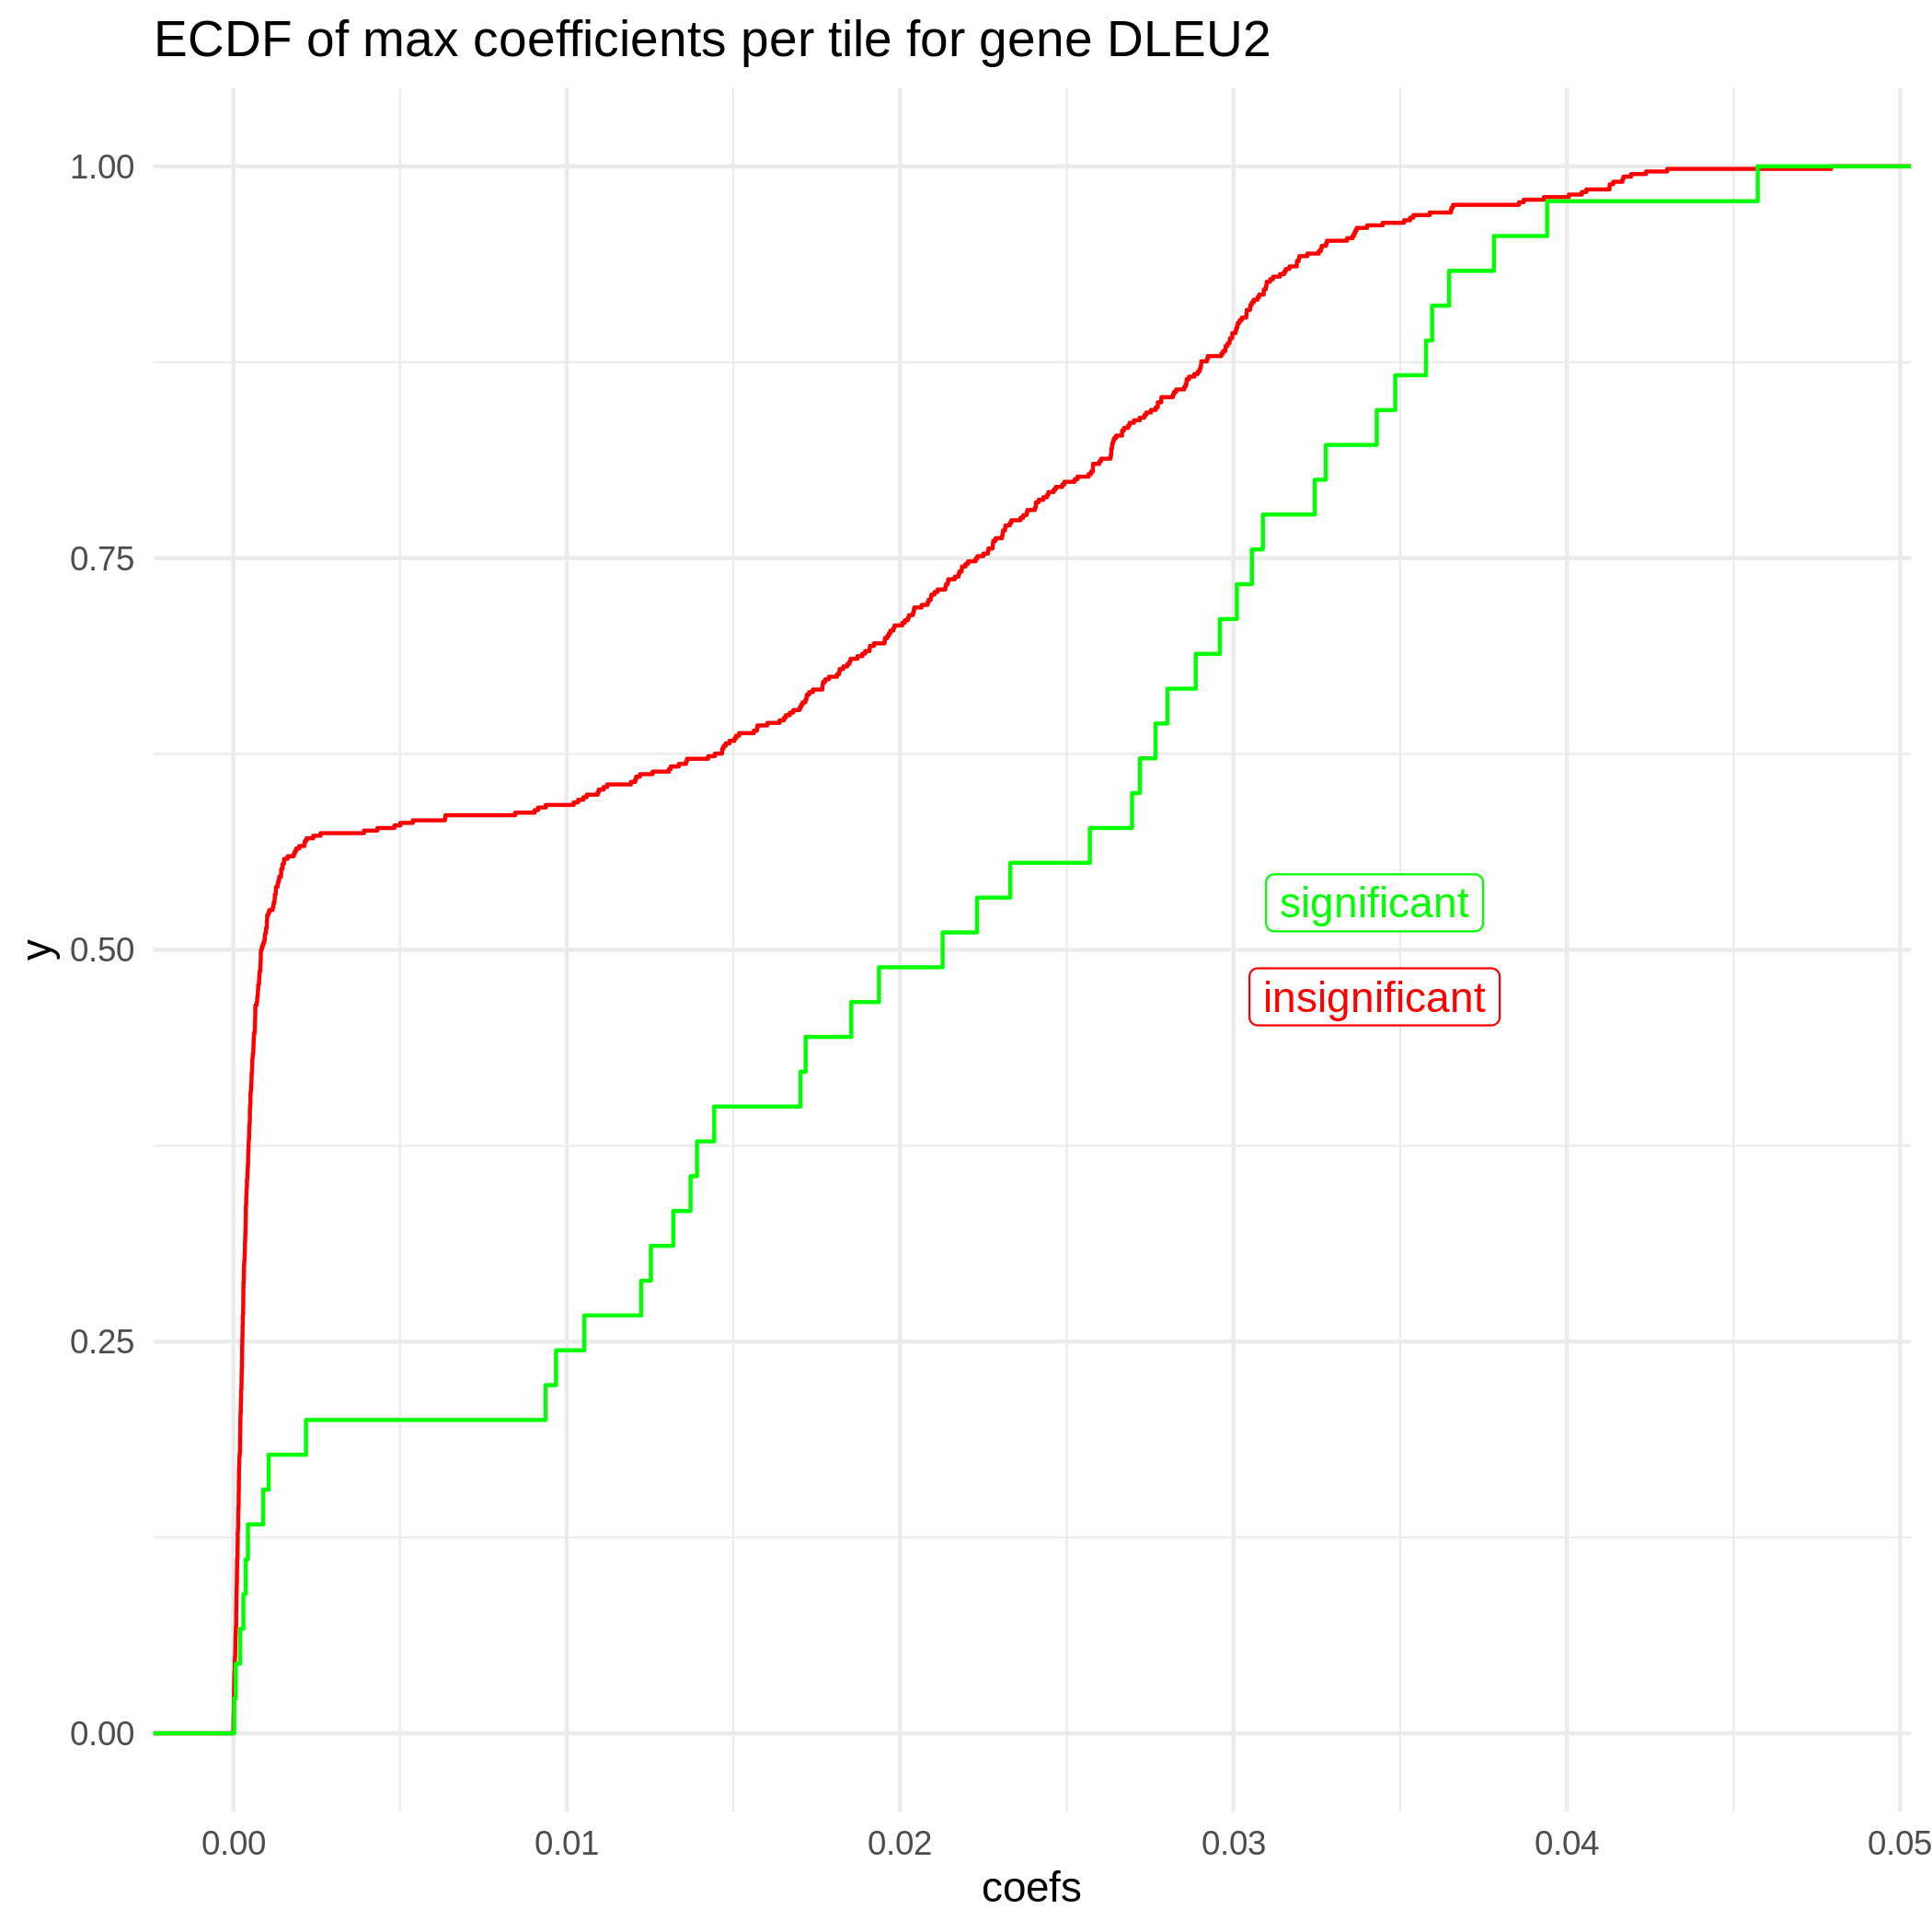 ECDF of max coefficients per tile for gene DLEU2
1.00
0.75
0.50
0.25
0.00
y
significant
insignificant
0.00 0.01 0.02 0.03 0.04 0.05
coefs